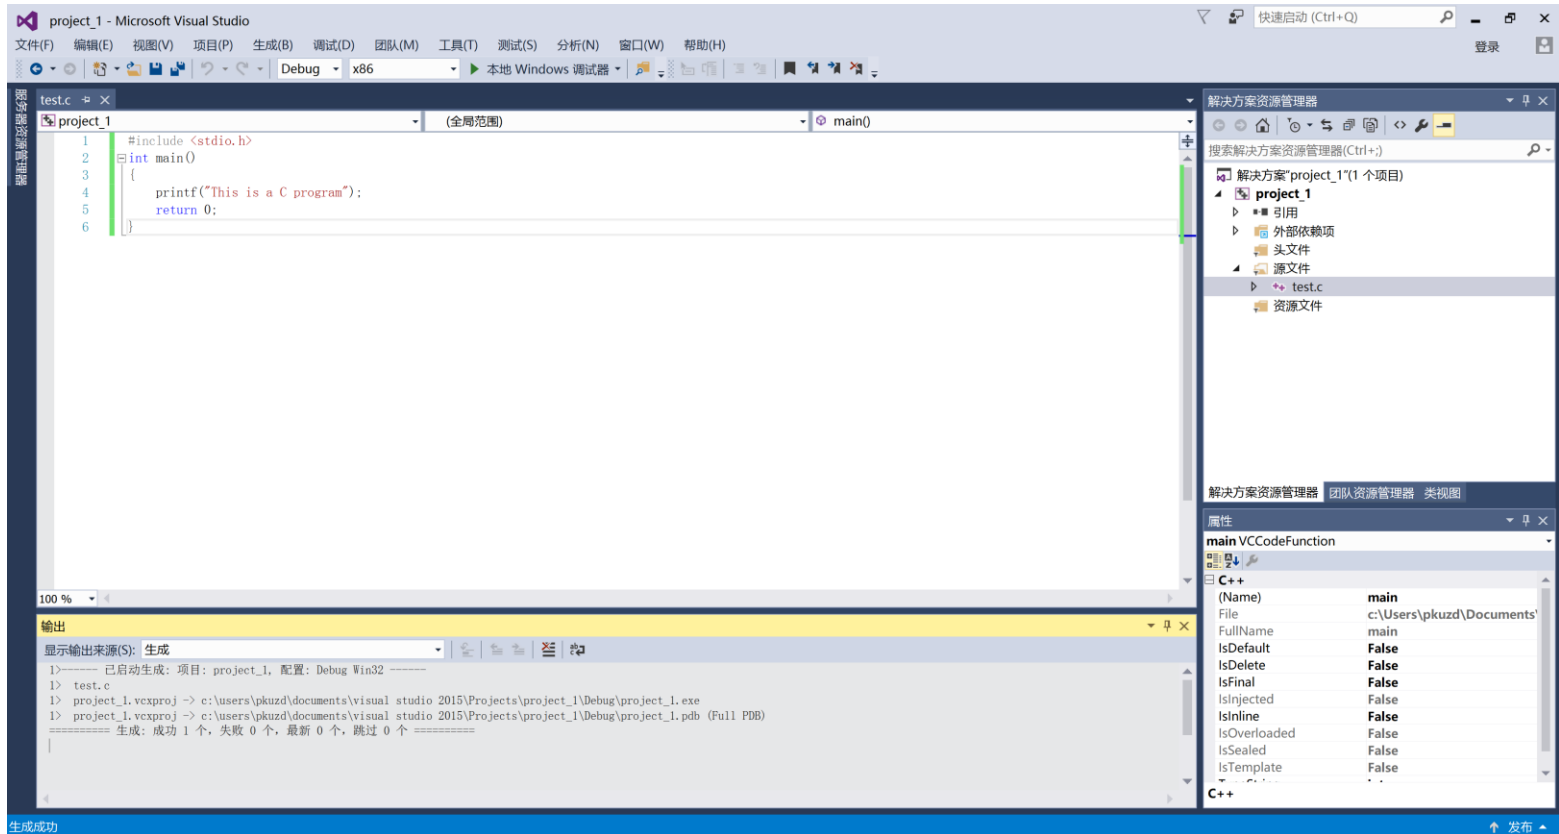 project_1 - Microsoft Visual Studio
快速启动 (Ctrl+Q)
文件(F) 编辑(E) 视图(V) 项目(P) 生成(B) 调试(D) 团队(M) 工具(T) 测试(S) 分析(N) 窗口(W) 帮助(H)
登录
Debug x86 本地 Windows 调试器
服务器资源管理器
test.c
project_1 (全局范围) main()
1 #include <stdio.h>
2 int main()
3 {
4 printf("This is a C program");
5 return 0;
6 }
100 %
输出
显示输出来源(S): 生成
1>------ 已启动生成: 项目: project_1, 配置: Debug Win32 ------
1> test.c
1> project_1.vcxproj -> c:\users\pkuzd\documents\visual studio 2015\Projects\project_1\Debug\project_1.exe
1> project_1.vcxproj -> c:\users\pkuzd\documents\visual studio 2015\Projects\project_1\Debug\project_1.pdb (Full PDB)
========== 生成: 成功 1 个，失败 0 个，最新 0 个，跳过 0 个 ==========
解决方案资源管理器
搜索解决方案资源管理器(Ctrl+;)
解决方案"project_1"(1 个项目)
project_1
引用
外部依赖项
头文件
源文件
test.c
资源文件
解决方案资源管理器 团队资源管理器 类视图
属性
main VCCodeFunction
C++
(Name) main
File c:\Users\pkuzd\Documents\
FullName main
IsDefault False
IsDelete False
IsFinal False
IsInjected False
IsInline False
IsOverloaded False
IsSealed False
IsTemplate False
C++
生成成功
发布